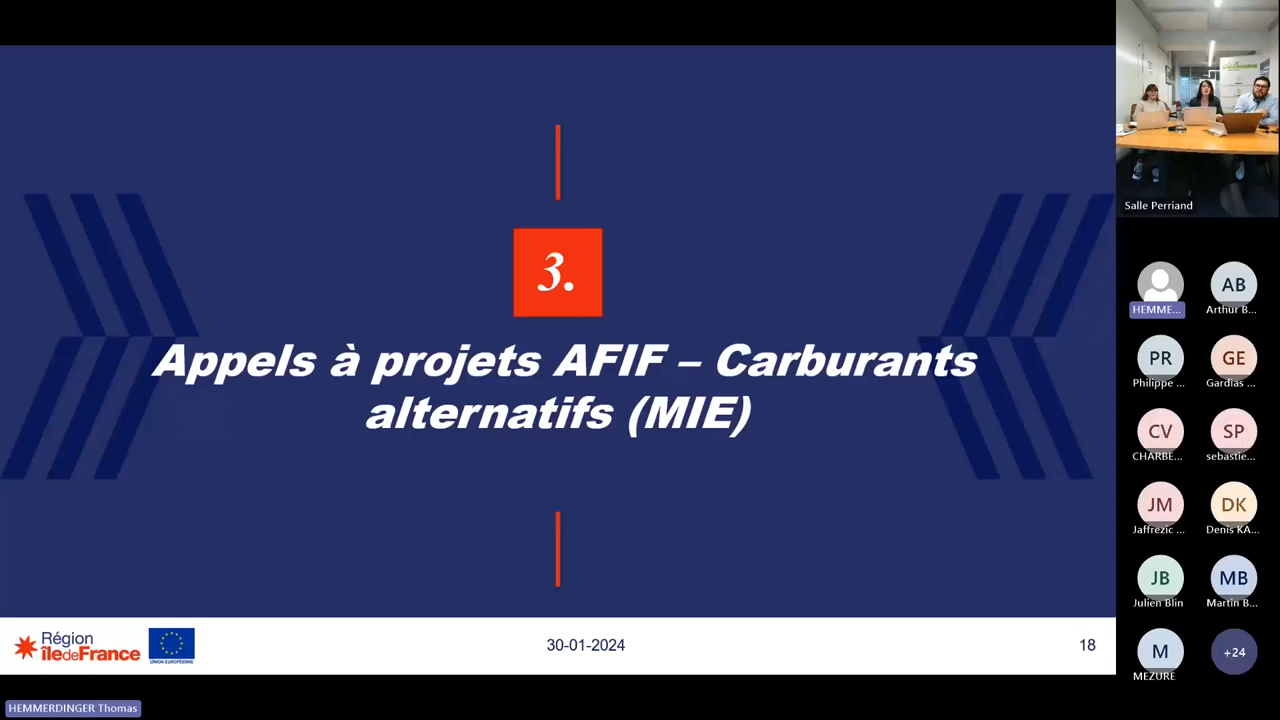 3.
Appels à projets AFIF – Carburants
alternatifs (MIE)
Région
îledeFrance
UNION EUROPÉENNE
30-01-2024
18
HEMMERDINGER Thomas
Salle Perriand
HEMME...
AB
Arthur B...
PR
Philippe ...
GE
Gardias ...
CV
CHARBE...
SP
sebastie...
JM
Jaffrezic ...
DK
Denis KA...
JB
Julien Blin
MB
Martin B...
M
MEZURE
+24